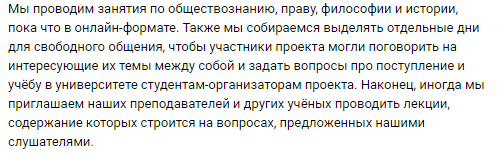 Мы проводим занятия по обществознанию, праву, философии и истории,
пока что в онлайн-формате. Также мы собираемся выделять отдельные дни
для свободного общения, чтобы участники проекта могли поговорить на
интересующие их темы между собой и задать вопросы про поступление и
учёбу в университете студентам-организаторам проекта. Наконец, иногда мы
приглашаем наших преподавателей и других учёных проводить лекции,
содержание которых строится на вопросах, предложенных нашими
слушателями.